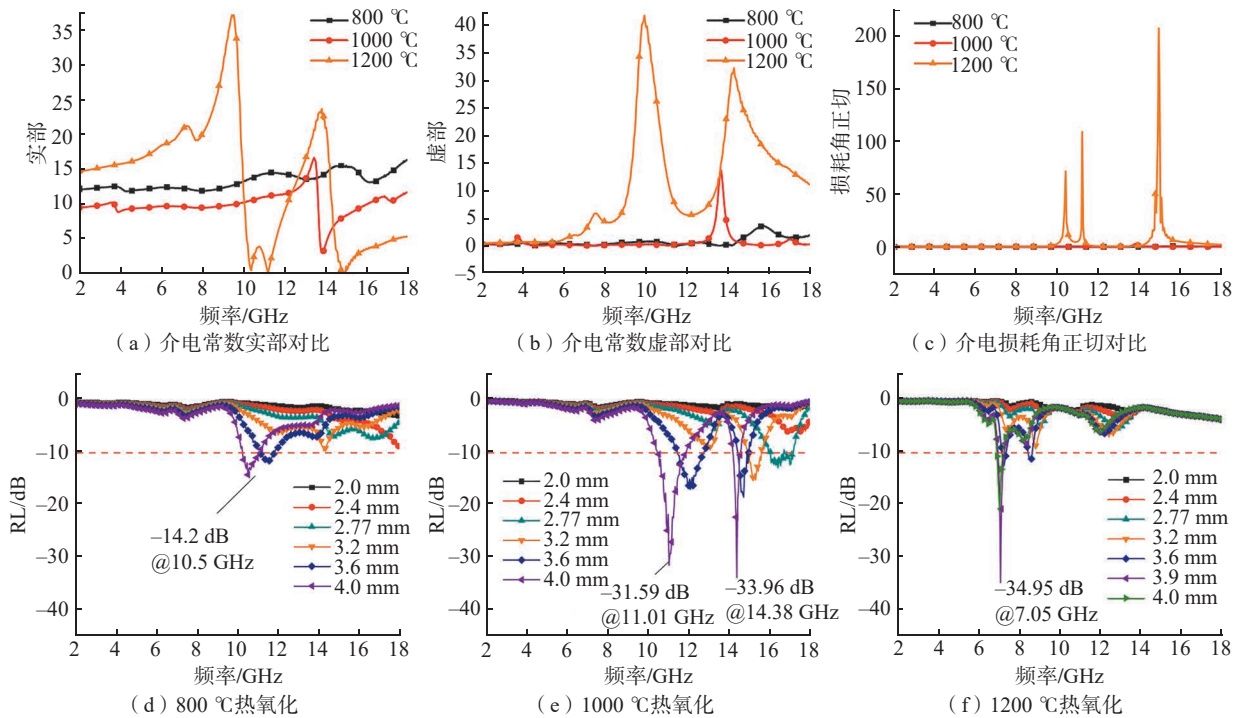 35
30
25
20
15
10
5
0
实部
800 ℃
1000 ℃
1200 ℃
2 4 6 8 10 12 14 16 18
频率/GHz
（a）介电常数实部对比
40
35
30
25
20
15
10
5
0
−5
虚部
800 ℃
1000 ℃
1200 ℃
2 4 6 8 10 12 14 16 18
频率/GHz
（b）介电常数虚部对比
200
150
100
50
0
损耗角正切
800 ℃
1000 ℃
1200 ℃
2 4 6 8 10 12 14 16 18
频率/GHz
（c）介电损耗角正切对比
0
−10
−20
−30
−40
RL/dB
2.0 mm
2.4 mm
2.77 mm
3.2 mm
3.6 mm
4.0 mm
−14.2 dB
@10.5 GHz
2 4 6 8 10 12 14 16 18
频率/GHz
（d）800 ℃热氧化
0
−10
−20
−30
−40
RL/dB
2.0 mm
2.4 mm
2.77 mm
3.2 mm
3.6 mm
4.0 mm
−31.59 dB
@11.01 GHz
−33.96 dB
@14.38 GHz
2 4 6 8 10 12 14 16 18
频率/GHz
（e）1000 ℃热氧化
0
−10
−20
−30
−40
RL/dB
2.0 mm
2.4 mm
2.77 mm
3.2 mm
3.6 mm
3.9 mm
4.0 mm
−34.95 dB
@7.05 GHz
2 4 6 8 10 12 14 16 18
频率/GHz
（f）1200 ℃热氧化